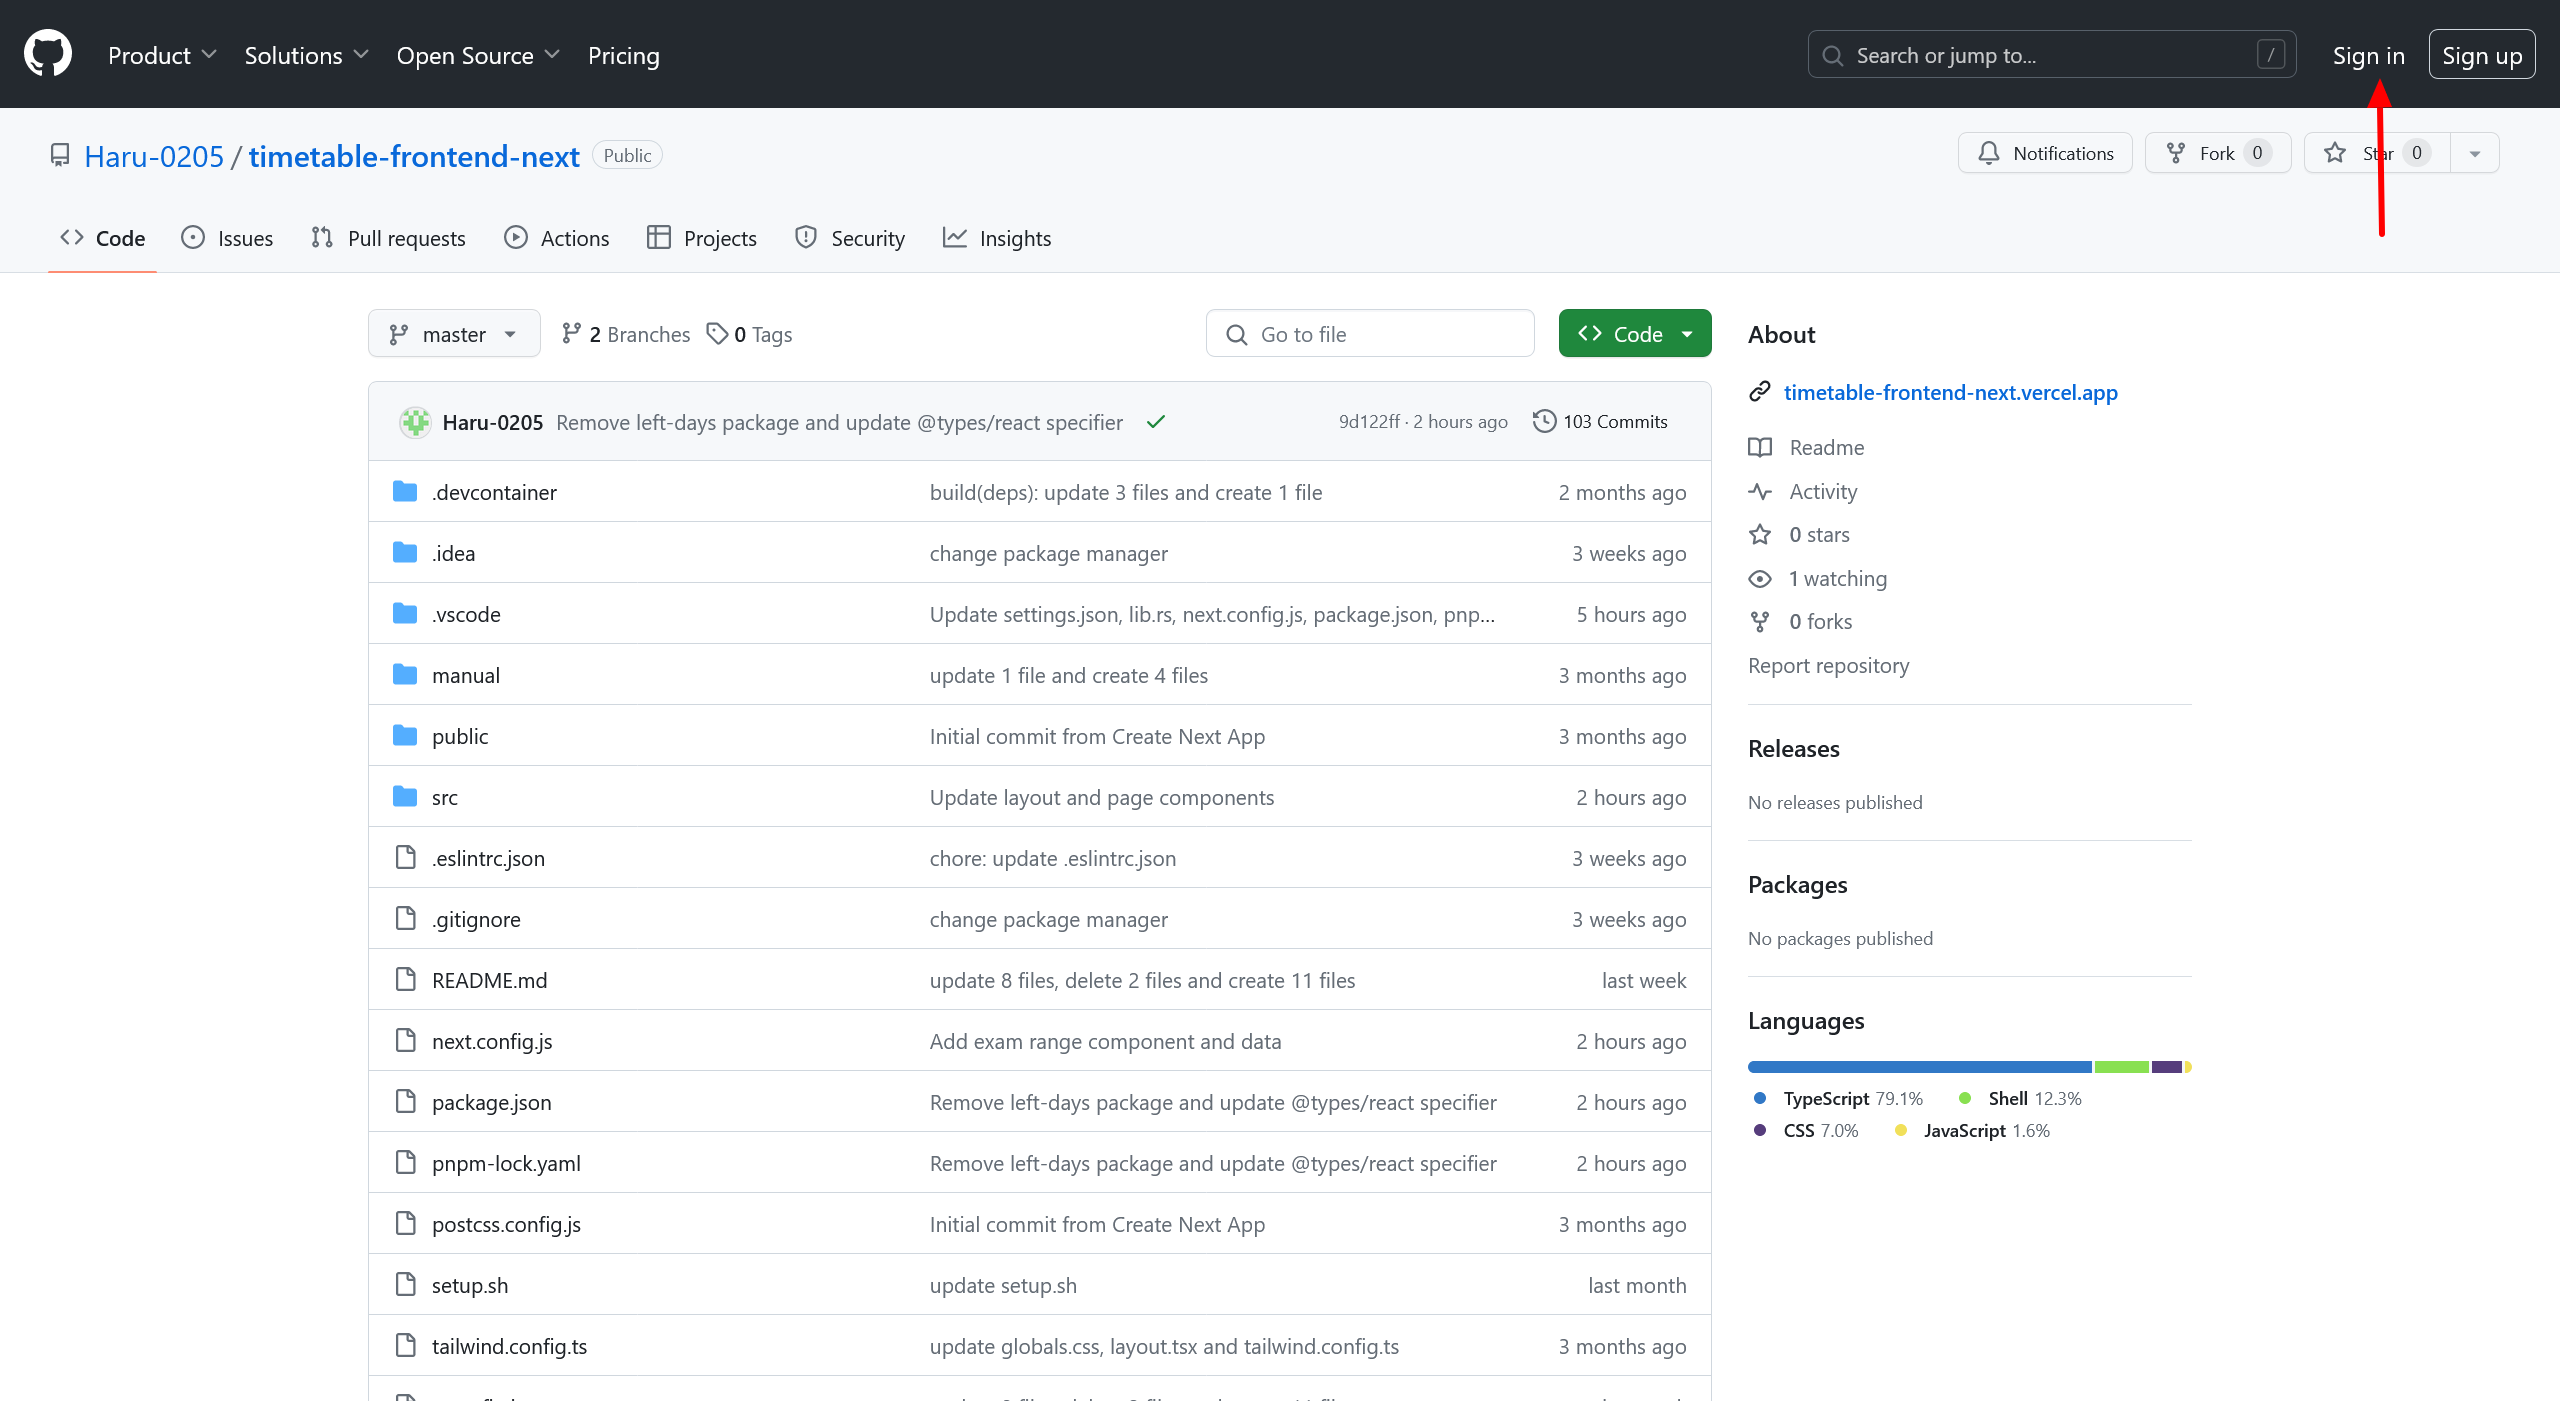 Product Solutions Open Source Pricing Search or jump to... / Sign in Sign up
Haru-0205 / timetable-frontend-next Public Notifications Fork 0 Star 0
Code Issues Pull requests Actions Projects Security Insights
master 2 Branches 0 Tags Go to file Code
Haru-0205 Remove left-days package and update @types/react specifier 9d122ff · 2 hours ago 103 Commits
.devcontainer build(deps): update 3 files and create 1 file 2 months ago
.idea change package manager 3 weeks ago
.vscode Update settings.json, lib.rs, next.config.js, package.json, pnp... 5 hours ago
manual update 1 file and create 4 files 3 months ago
public Initial commit from Create Next App 3 months ago
src Update layout and page components 2 hours ago
.eslintrc.json chore: update .eslintrc.json 3 weeks ago
.gitignore change package manager 3 weeks ago
README.md update 8 files, delete 2 files and create 11 files last week
next.config.js Add exam range component and data 2 hours ago
package.json Remove left-days package and update @types/react specifier 2 hours ago
pnpm-lock.yaml Remove left-days package and update @types/react specifier 2 hours ago
postcss.config.js Initial commit from Create Next App 3 months ago
setup.sh update setup.sh last month
tailwind.config.ts update globals.css, layout.tsx and tailwind.config.ts 3 months ago
About
timetable-frontend-next.vercel.app
Readme
Activity
0 stars
1 watching
0 forks
Report repository
Releases
No releases published
Packages
No packages published
Languages
TypeScript 79.1% Shell 12.3%
CSS 7.0% JavaScript 1.6%